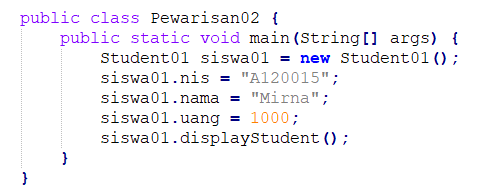 public class Pewarisan02 {
    public static void main(String[] args) {
        Student01 siswa01 = new Student01();
        siswa01.nis = "A120015";
        siswa01.nama = "Mirna";
        siswa01.uang = 1000;
        siswa01.displayStudent();
    }
}